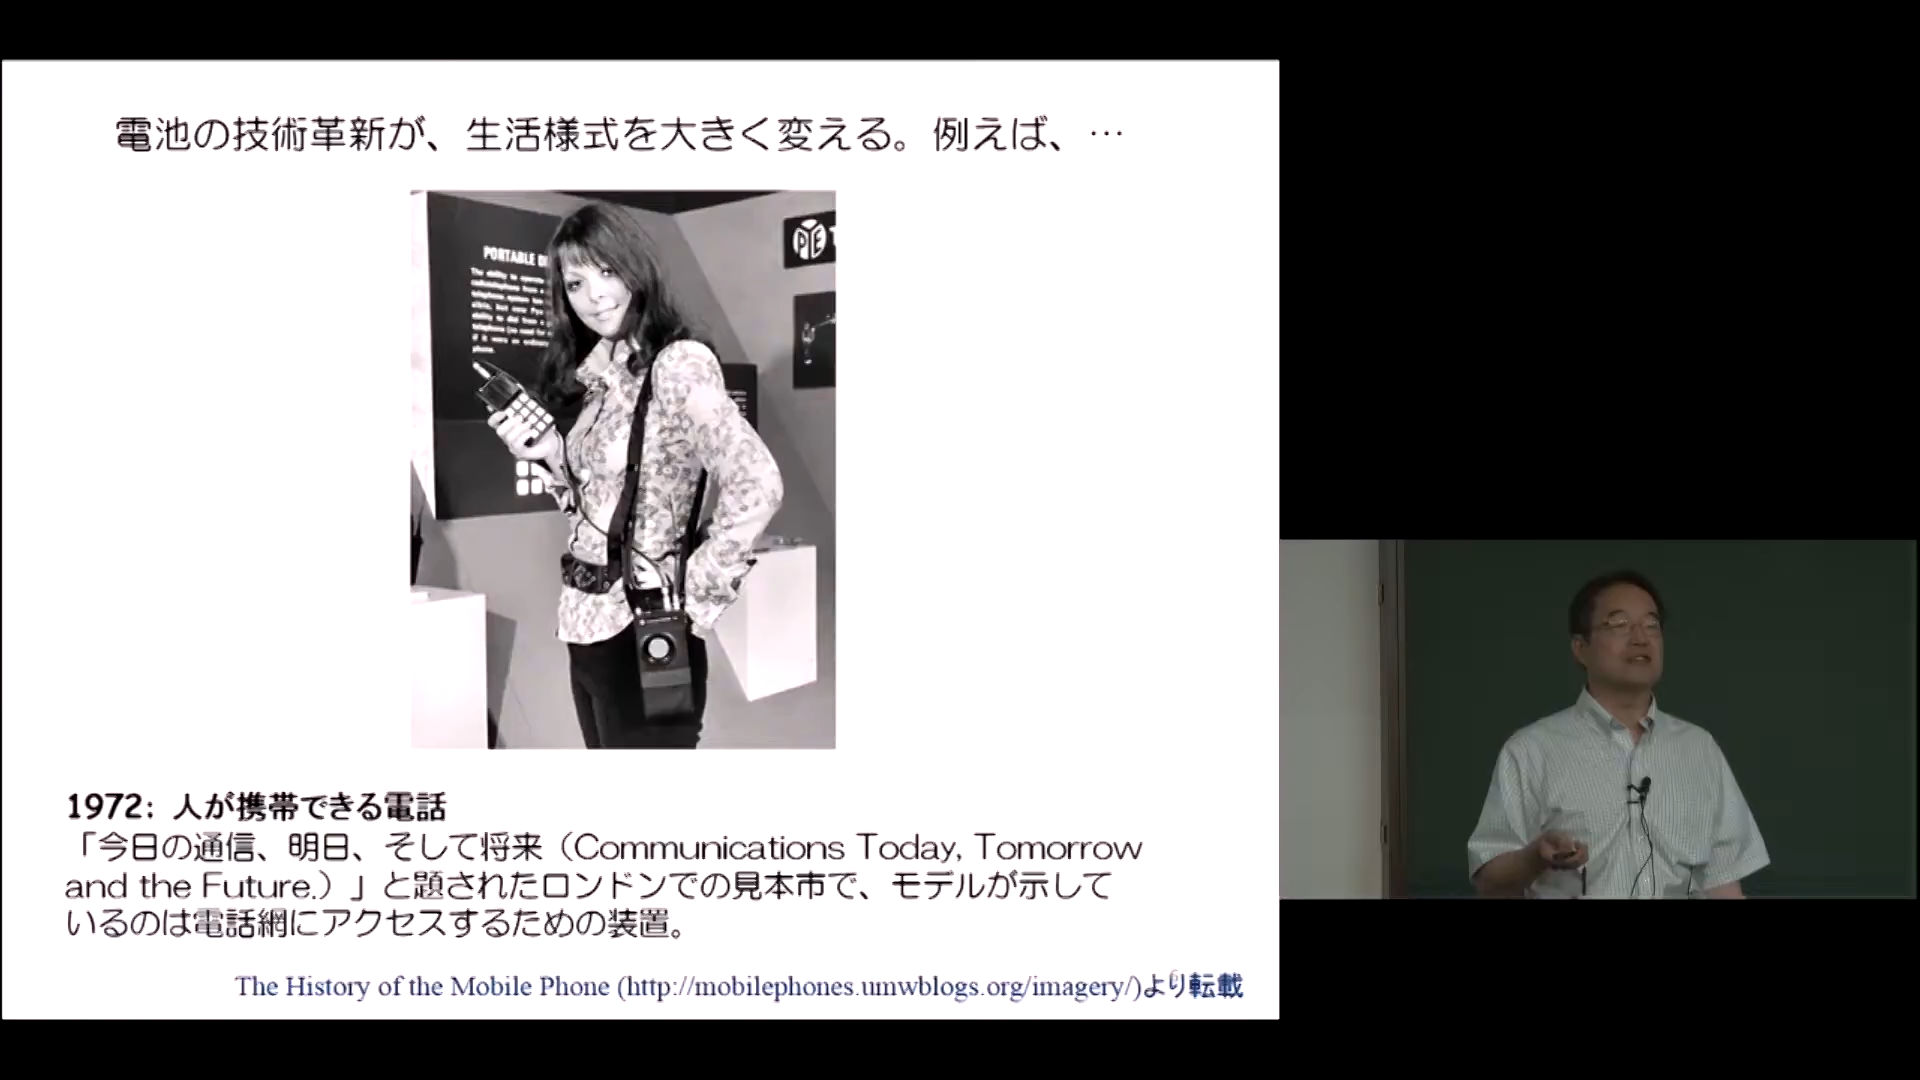 電池の技術革新が、生活様式を大きく変える。例えば、…
PORTABLE
PYE
1972: 人が携帯できる電話
「今日の通信、明日、そして将来（Communications Today, Tomorrow
and the Future.）」と題されたロンドンでの見本市で、モデルが示して
いるのは電話網にアクセスするための装置。
6
The History of the Mobile Phone (http://mobilephones.umwblogs.org/imagery/)より転載